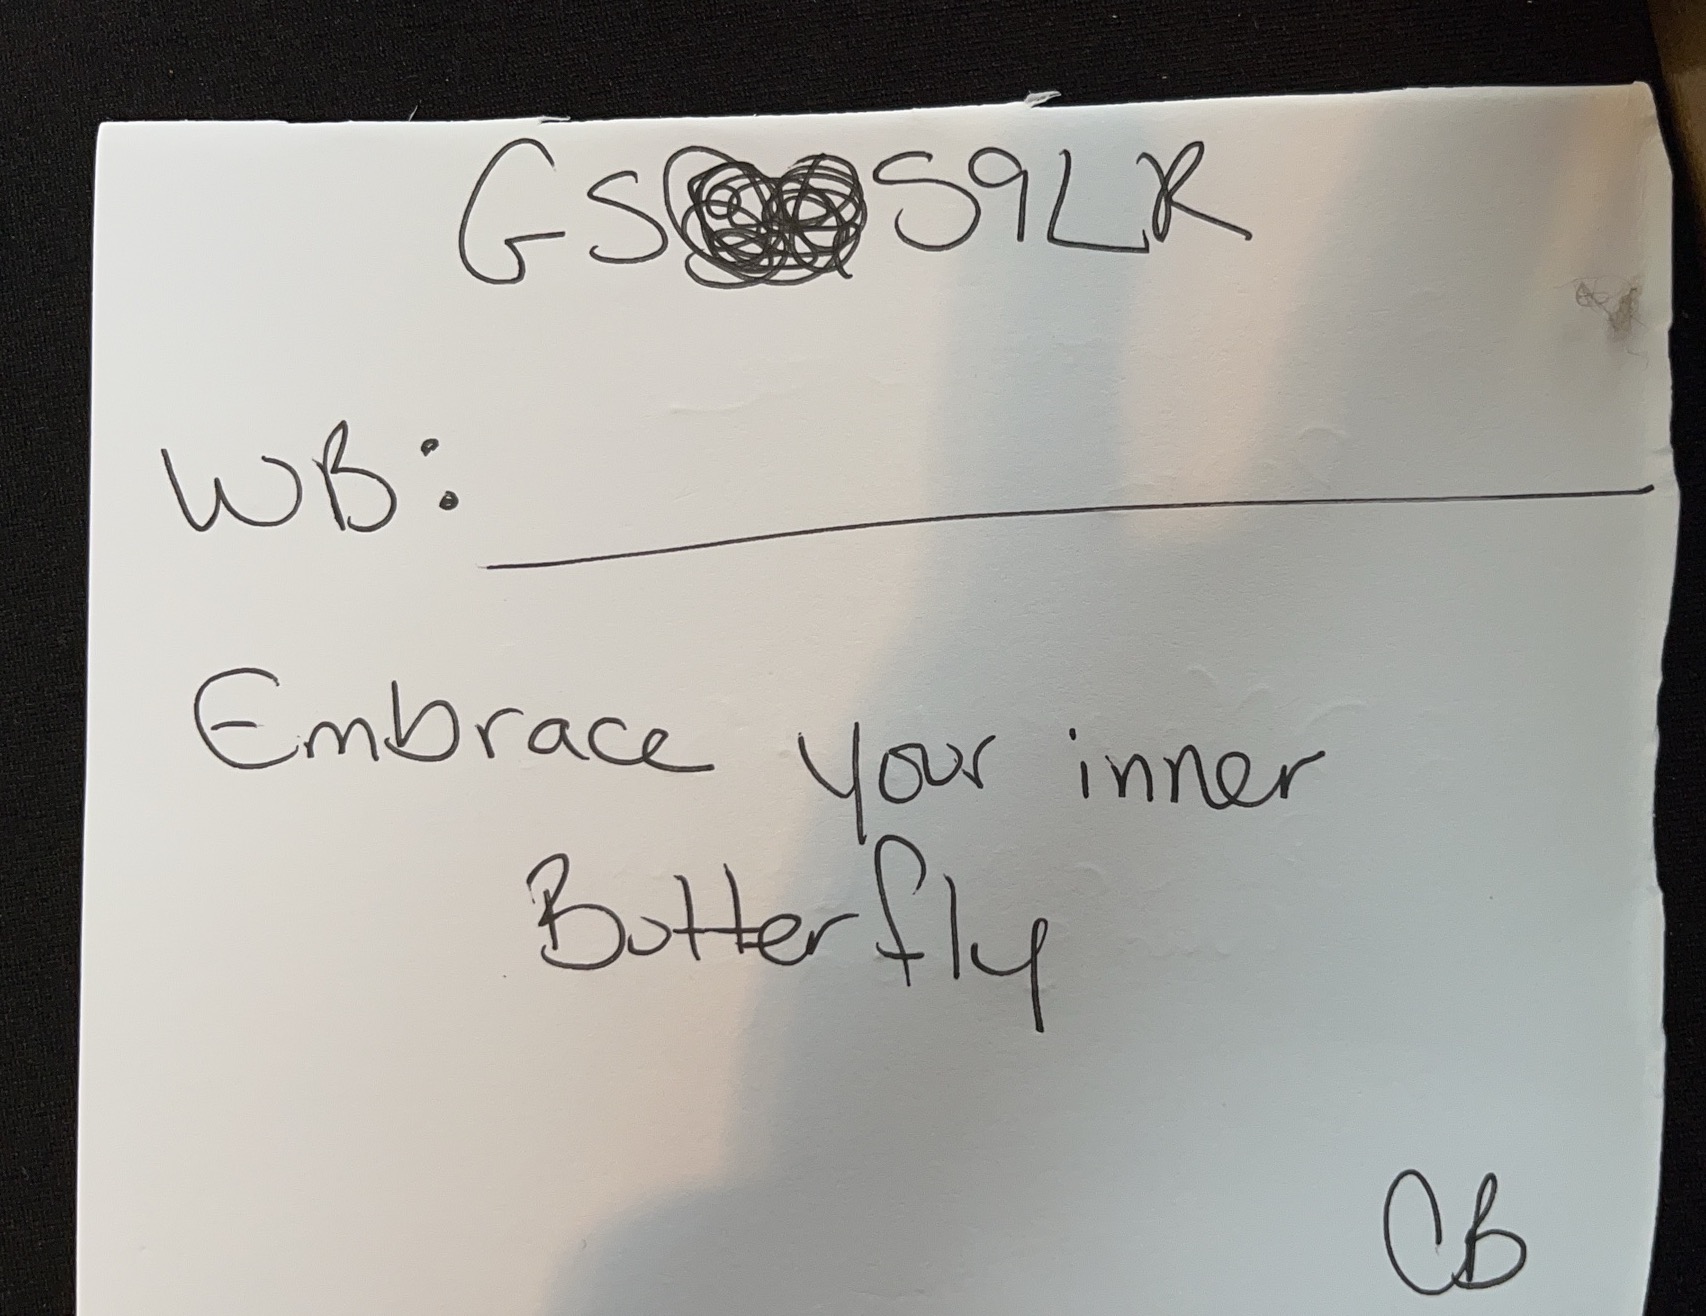 GS S9LR
WB:
Embrace your inner
Butterfly
CB